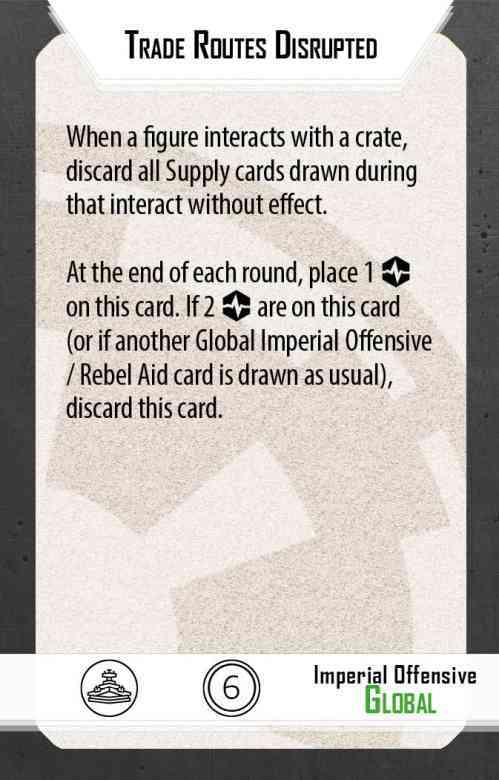 Trade Routes Disrupted
When a figure interacts with a crate,
discard all Supply cards drawn during
that interact without effect.
At the end of each round, place 1
on this card. If 2 are on this card
(or if another Global Imperial Offensive
/ Rebel Aid card is drawn as usual),
discard this card.
6
Imperial Offensive
Global